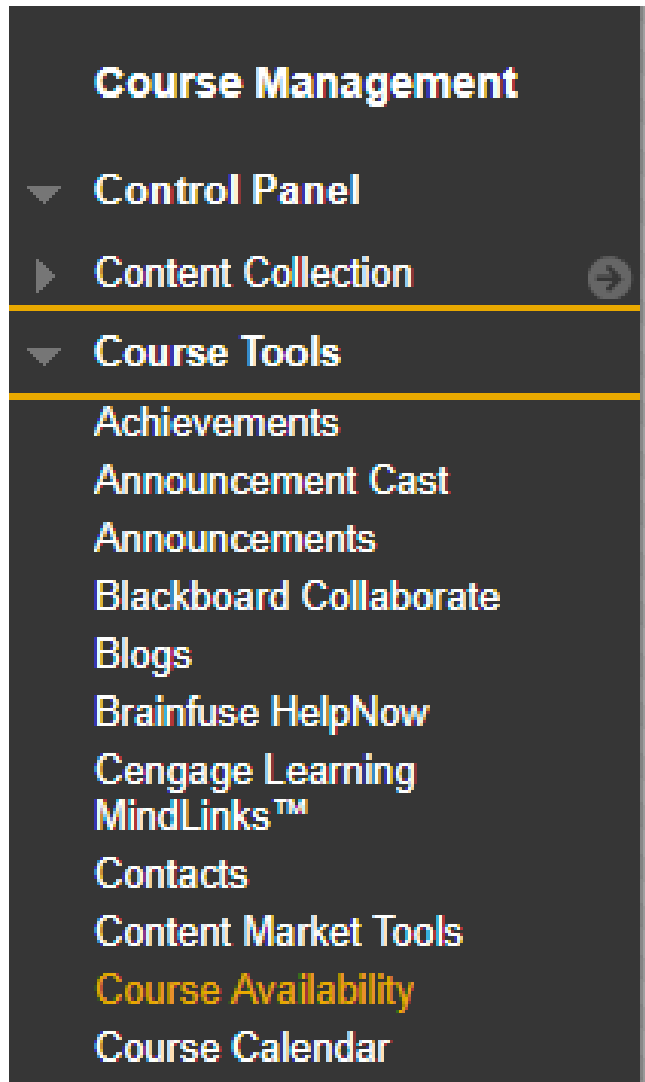 Course Management
Control Panel
Content Collection
Course Tools
Achievements
Announcement Cast
Announcements
Blackboard Collaborate
Blogs
Brainfuse HelpNow
Cengage Learning
MindLinks™
Contacts
Content Market Tools
Course Availability
Course Calendar